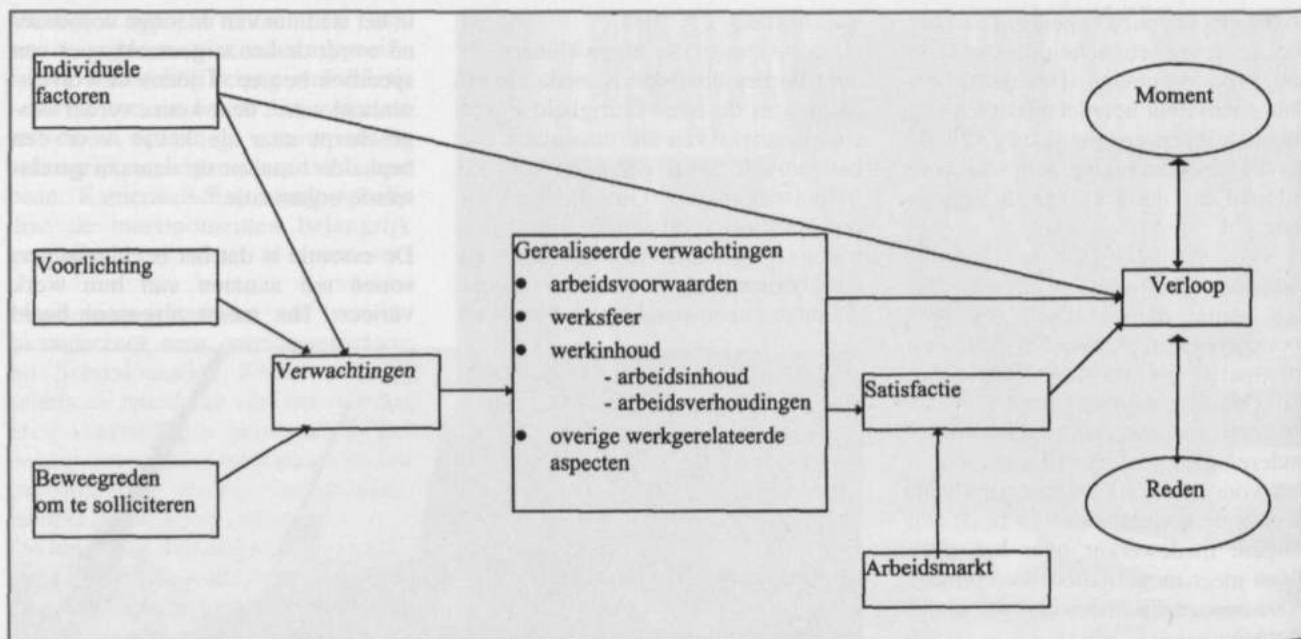 Individuele
factoren
Moment
Voorlichting
Gerealiseerde verwachtingen
● arbeidsvoorwaarden
● werksfeer
● werkinhoud
- arbeidsinhoud
- arbeidsverhoudingen
● overige werkgerelateerde
aspecten
Verloop
Verwachtingen
Satisfactie
Beweegreden
om te solliciteren
Reden
Arbeidsmarkt